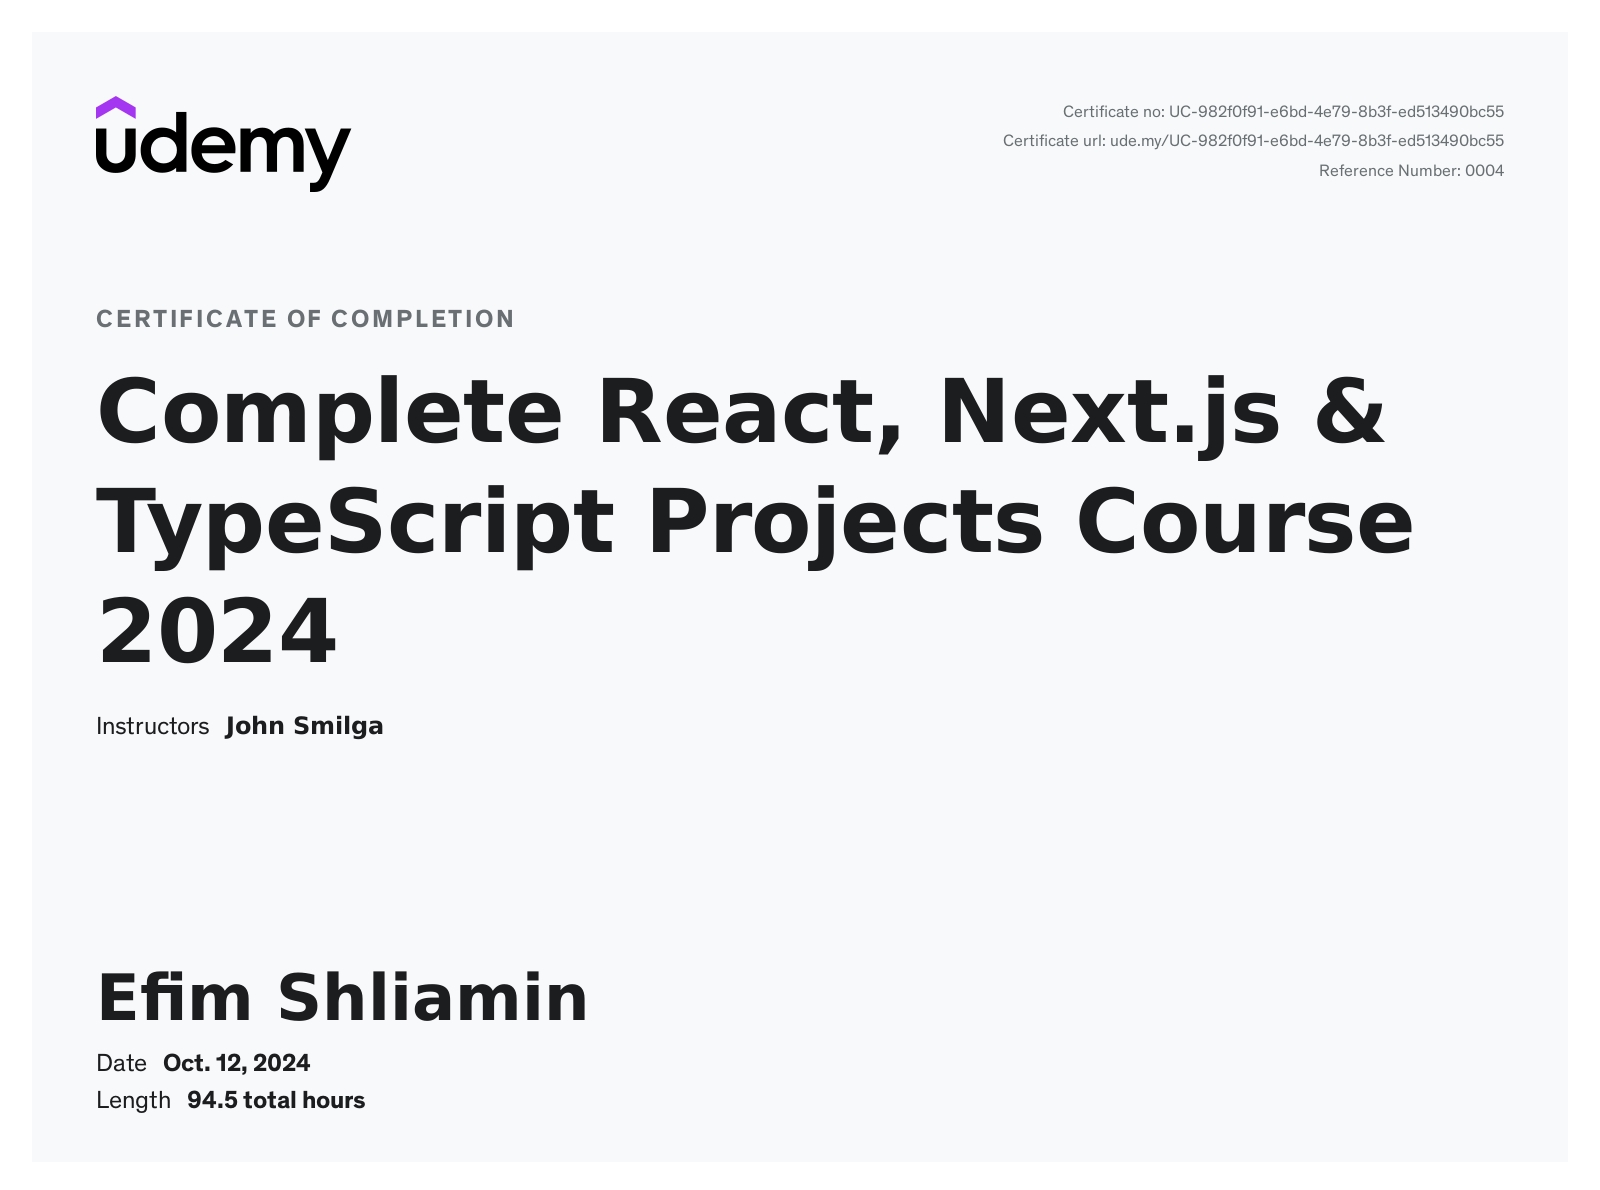 udemy
Certificate no: UC-982f0f91-e6bd-4e79-8b3f-ed513490bc55
Certificate url: ude.my/UC-982f0f91-e6bd-4e79-8b3f-ed513490bc55
Reference Number: 0004
CERTIFICATE OF COMPLETION
Complete React, Next.js &
TypeScript Projects Course
2024
Instructors John Smilga
Efim Shliamin
Date Oct. 12, 2024
Length 94.5 total hours